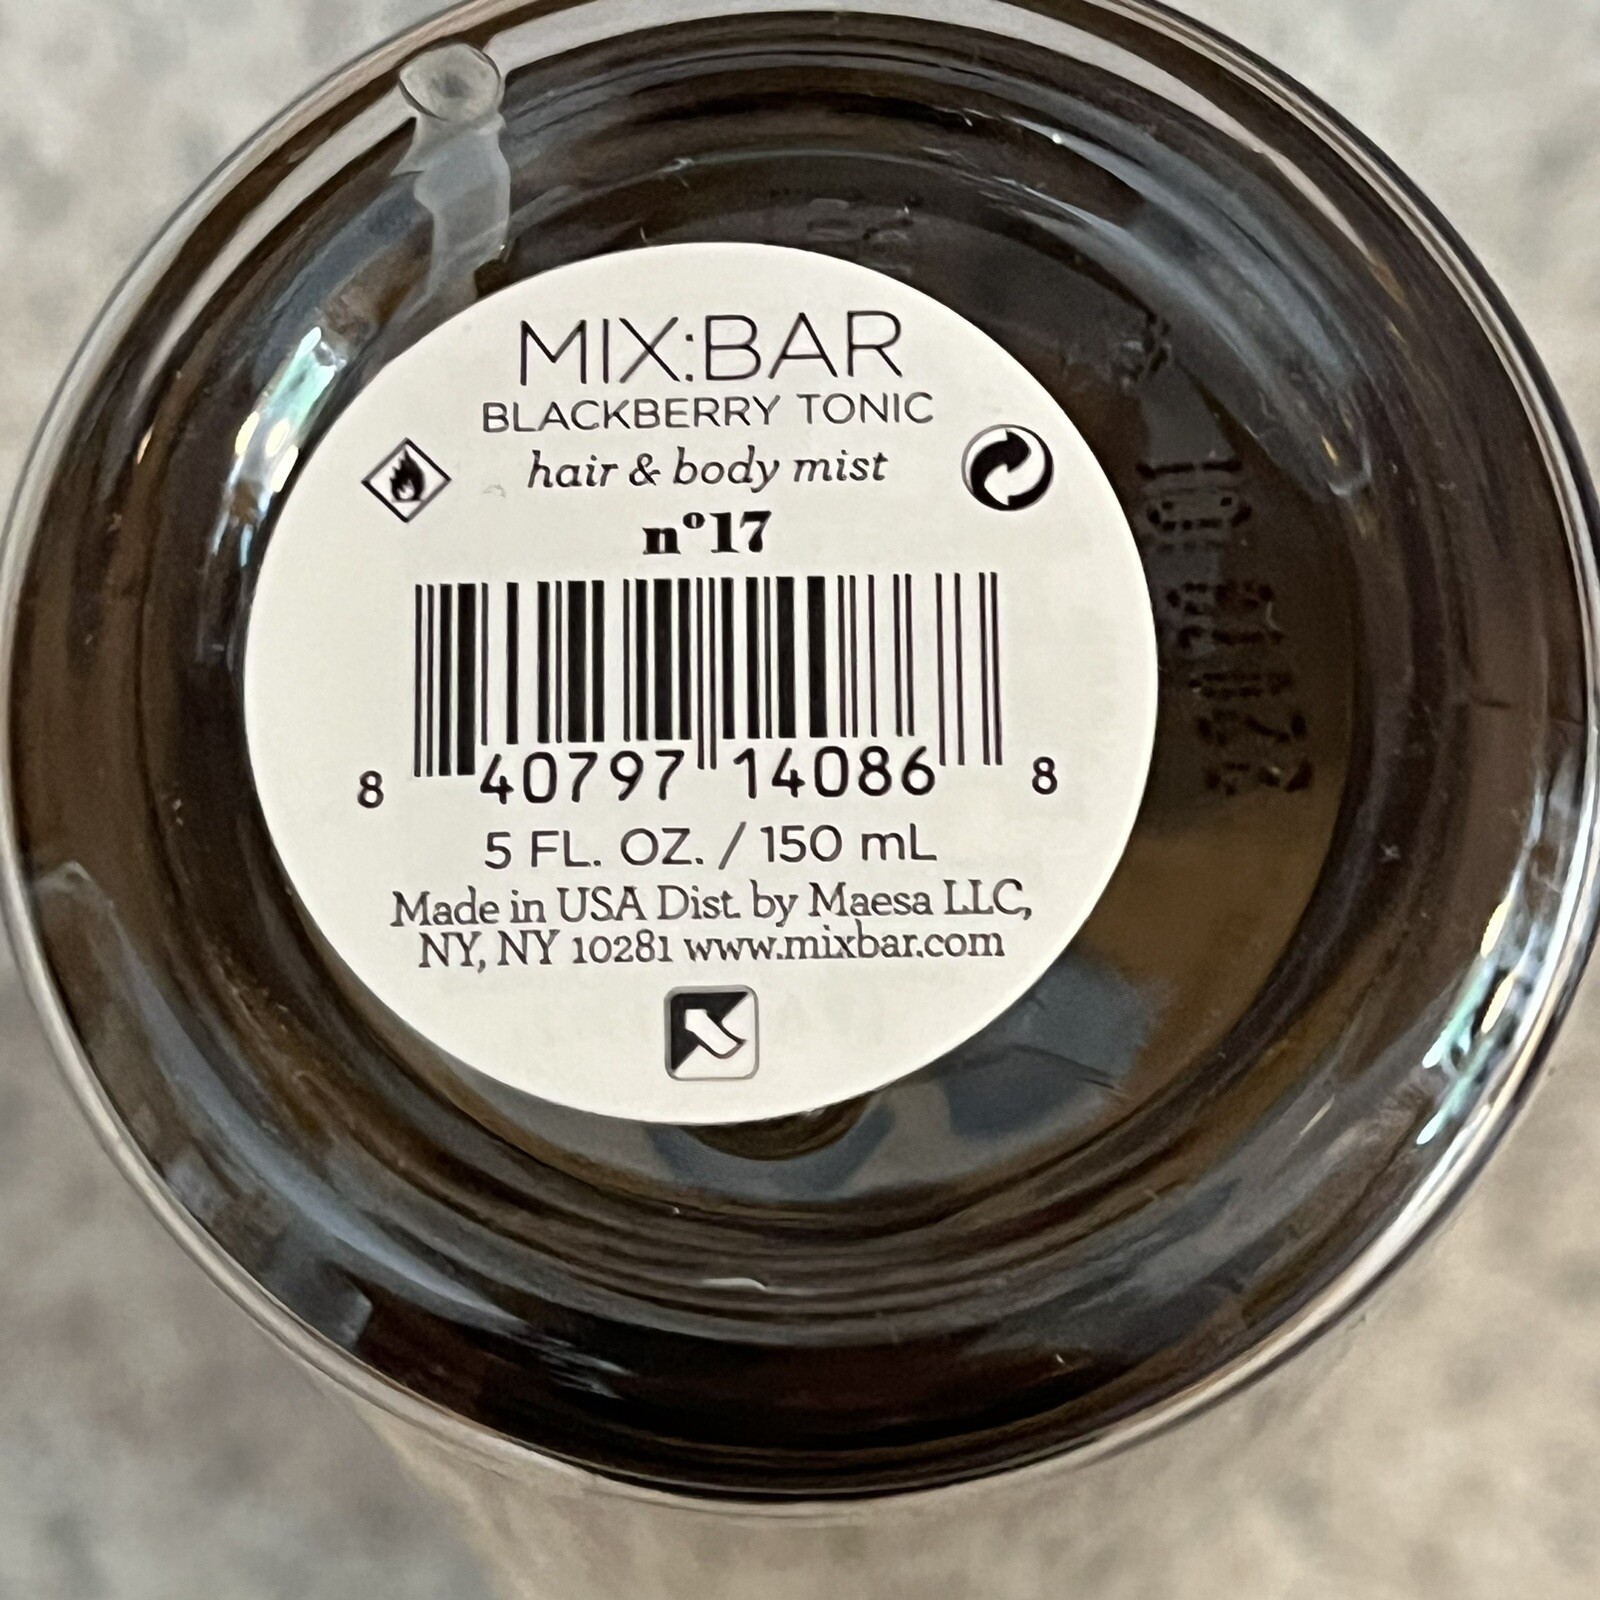 MIX:BAR
BLACKBERRY TONIC
hair & body mist
nº17
8 40797 14086 8
5 FL. OZ. / 150 mL
Made in USA Dist. by Maesa LLC,
NY, NY 10281 www.mixbar.com